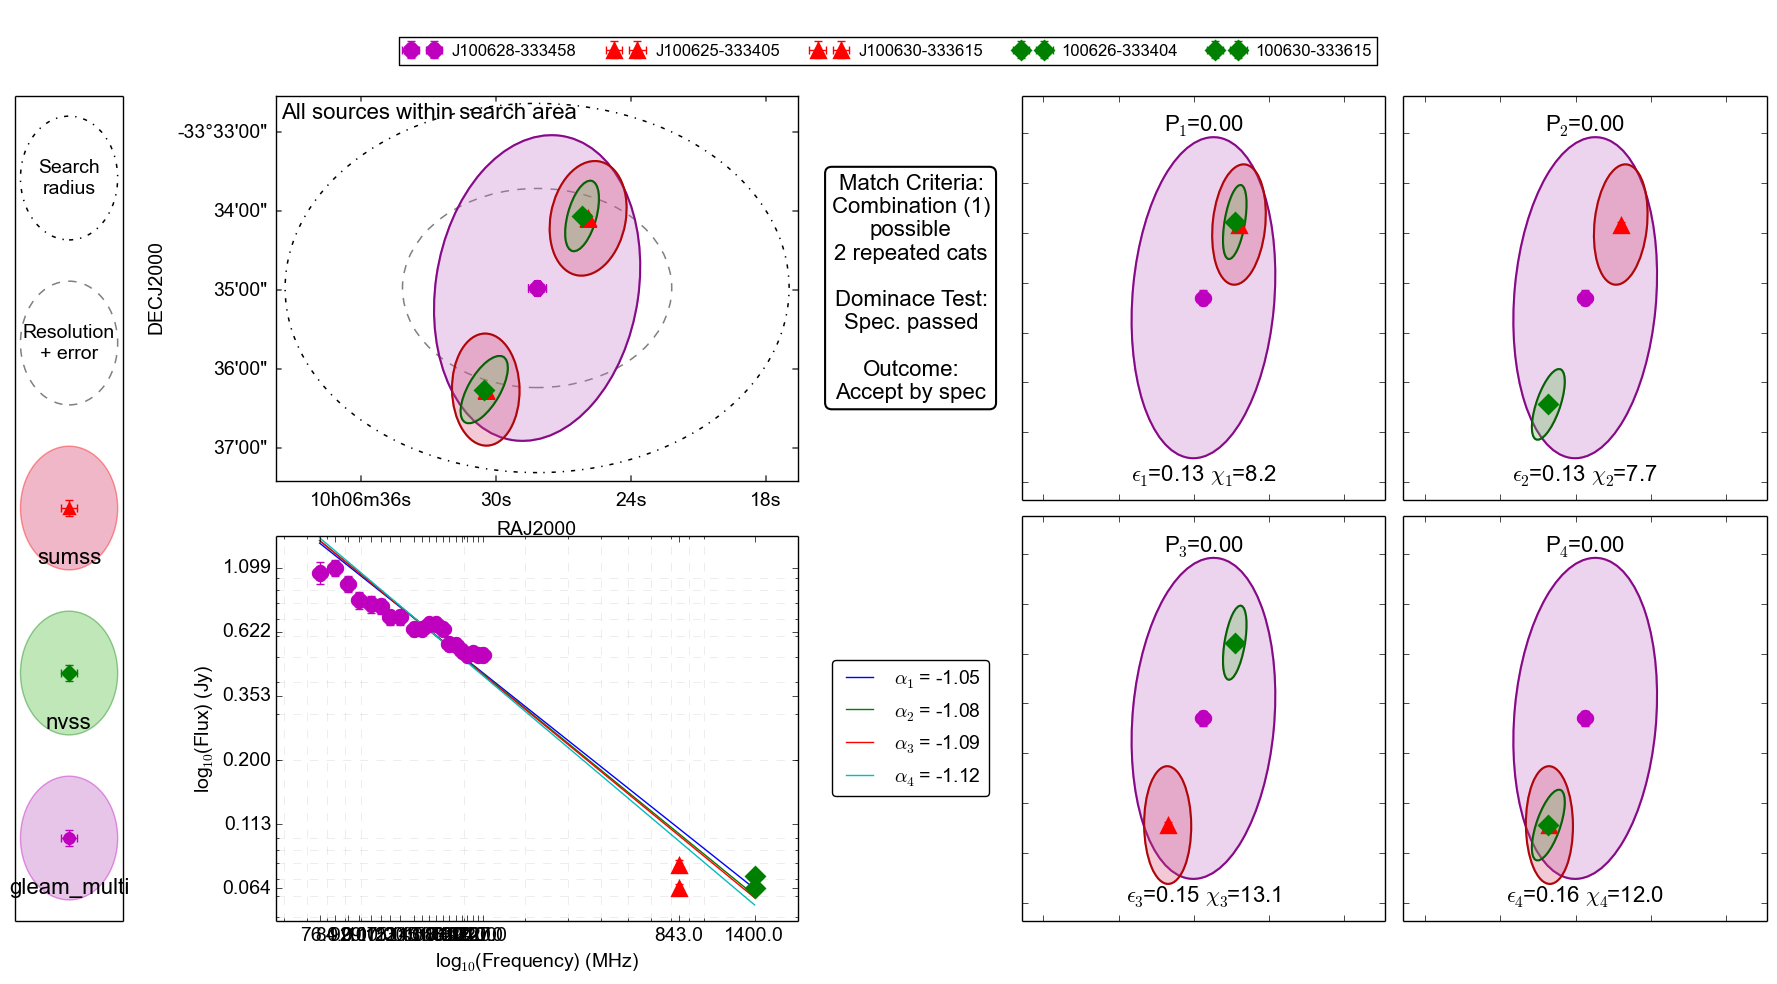 J100628-333458 J100625-333405 J100630-333615 100626-333404 100630-333615
Search
radius
Resolution
+ error
sumss
nvss
gleam_multi
All sources within search area
DECJ2000
-33°33'00"
34'00"
35'00"
36'00"
37'00"
10h06m36s 30s 24s 18s
RAJ2000
log₁₀(Flux) (Jy)
1.099
0.622
0.353
0.200
0.113
0.064
843.0 1400.0
log₁₀(Frequency) (MHz)
Match Criteria:
Combination (1)
possible
2 repeated cats
Dominace Test:
Spec. passed
Outcome:
Accept by spec
α₁ = -1.05
α₂ = -1.08
α₃ = -1.09
α₄ = -1.12
P₁=0.00
ϵ₁=0.13 χ₁=8.2
P₂=0.00
ϵ₂=0.13 χ₂=7.7
P₃=0.00
ϵ₃=0.15 χ₃=13.1
P₄=0.00
ϵ₄=0.16 χ₄=12.0